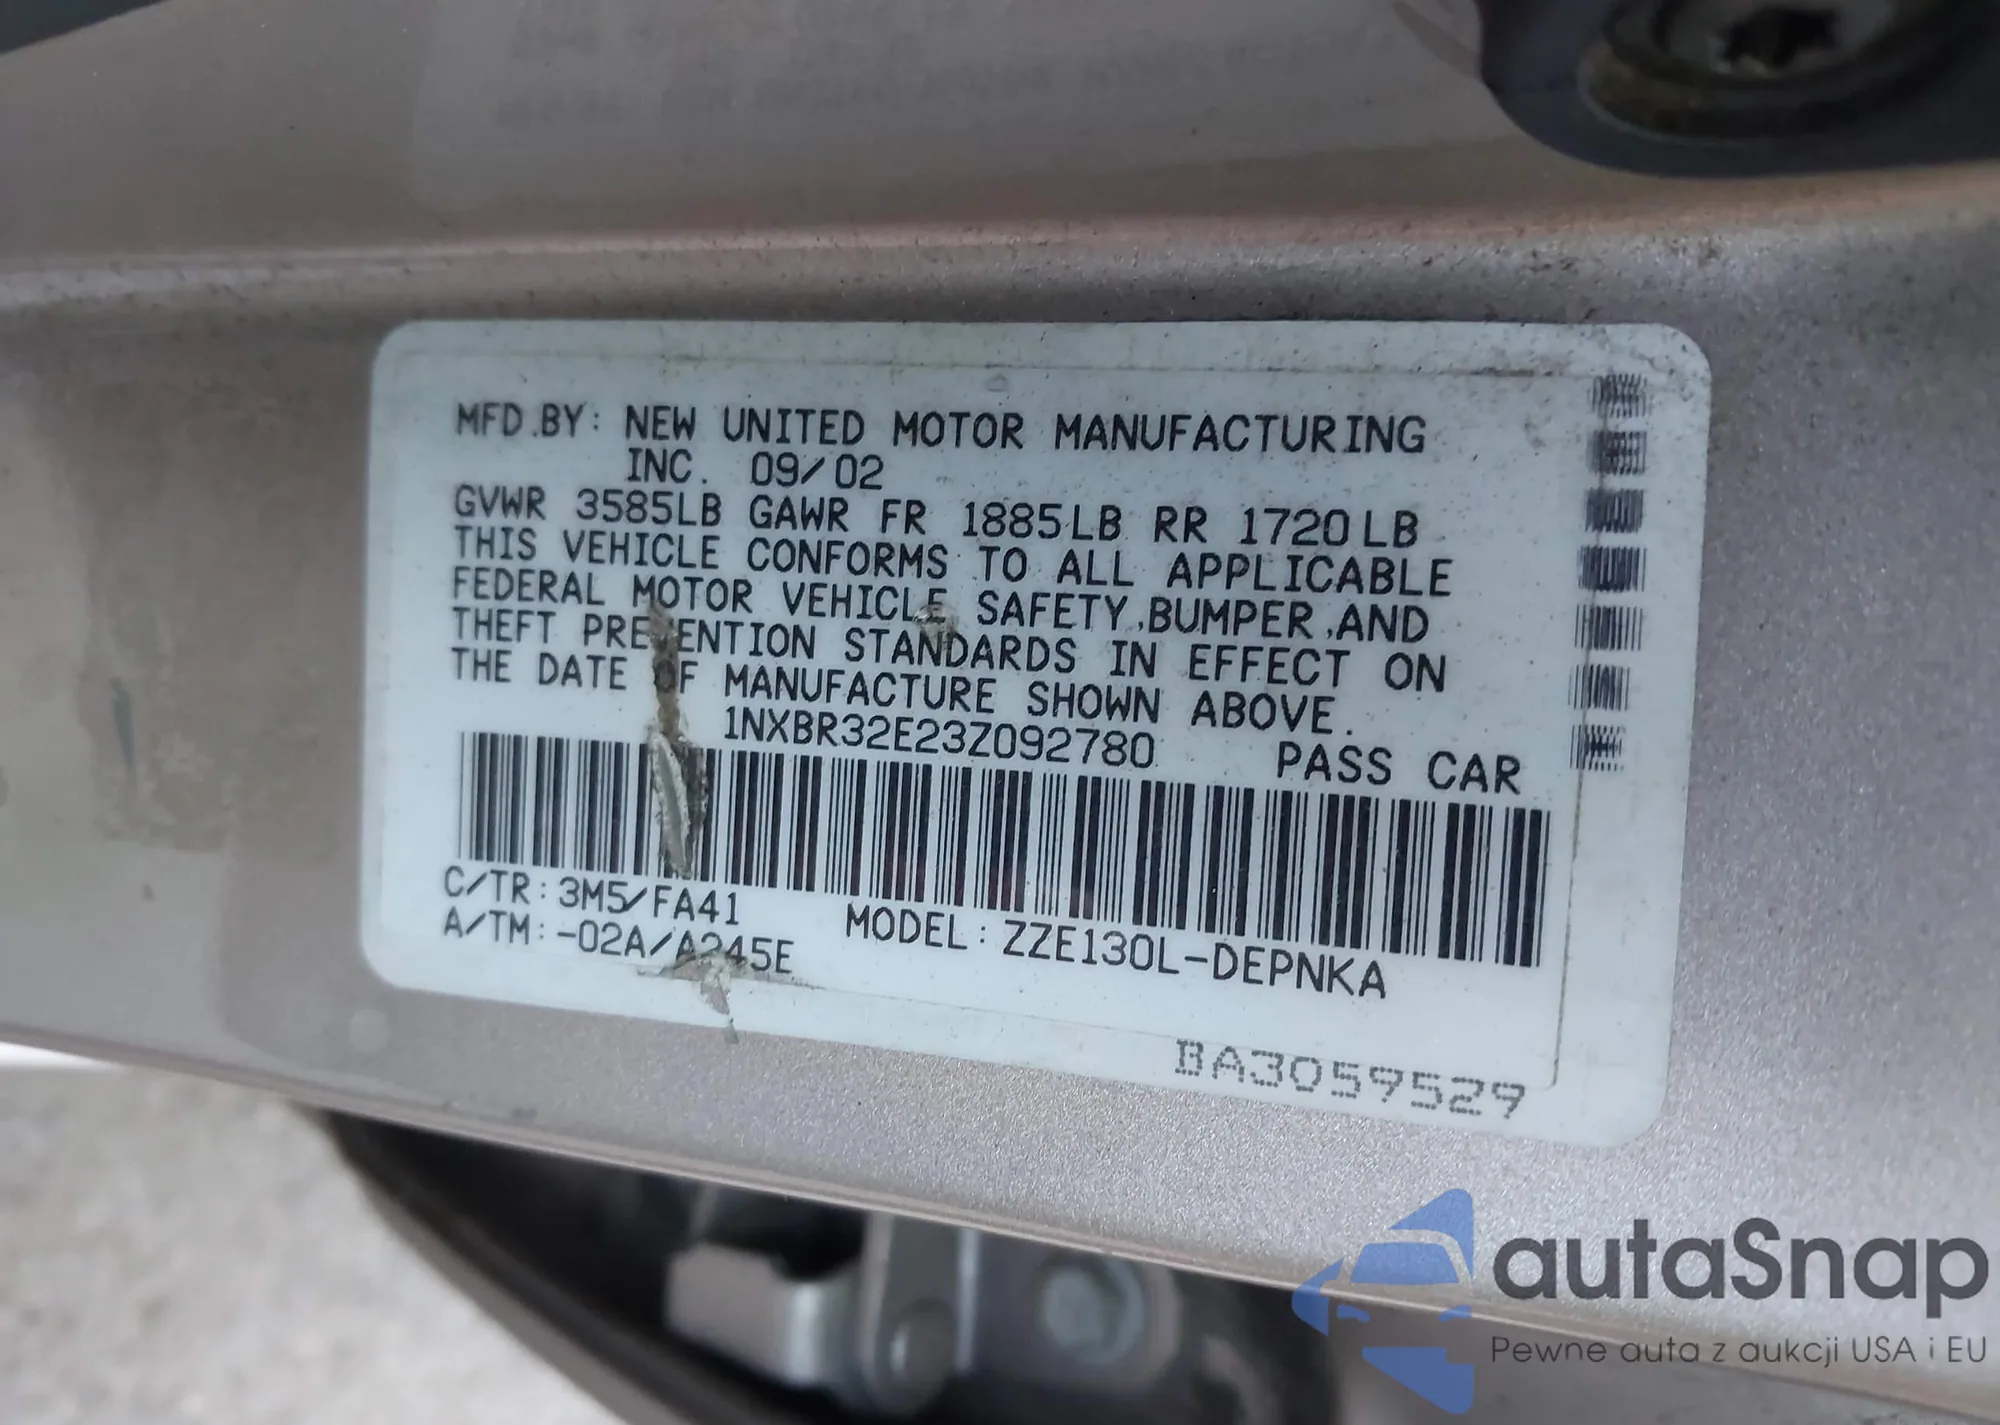 MFD.BY: NEW UNITED MOTOR MANUFACTURING
INC. 09/02
GVWR 3585LB GAWR FR 1885LB RR 1720LB
THIS VEHICLE CONFORMS TO ALL APPLICABLE
FEDERAL MOTOR VEHICLE SAFETY,BUMPER,AND
THEFT PREVENTION STANDARDS IN EFFECT ON
THE DATE OF MANUFACTURE SHOWN ABOVE.
1NXBR32E23Z092780 PASS CAR
C/TR: 3M5/FA41
A/TM: -02A/A245E
MODEL: ZZE130L-DEPNKA
BA3059529
autaSnap
Pewne auta z aukcji USA i EU